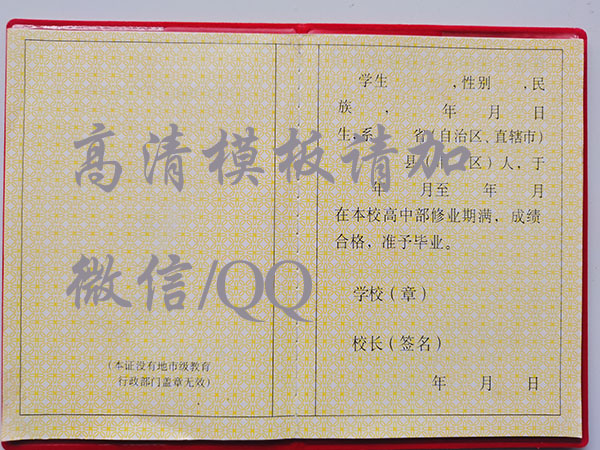 学生 ,性别 ,民
族 , 年 月 日
生,系 省(自治区、直辖市)
县( 区)人,于
年 月至 年 月
在本校高中部修业期满,成绩
合格,准予毕业。
学校(章)
校长(签名)
年 月 日
(本证没有地市级教育
行政部门盖章无效)
高清模板请加
微信/QQ